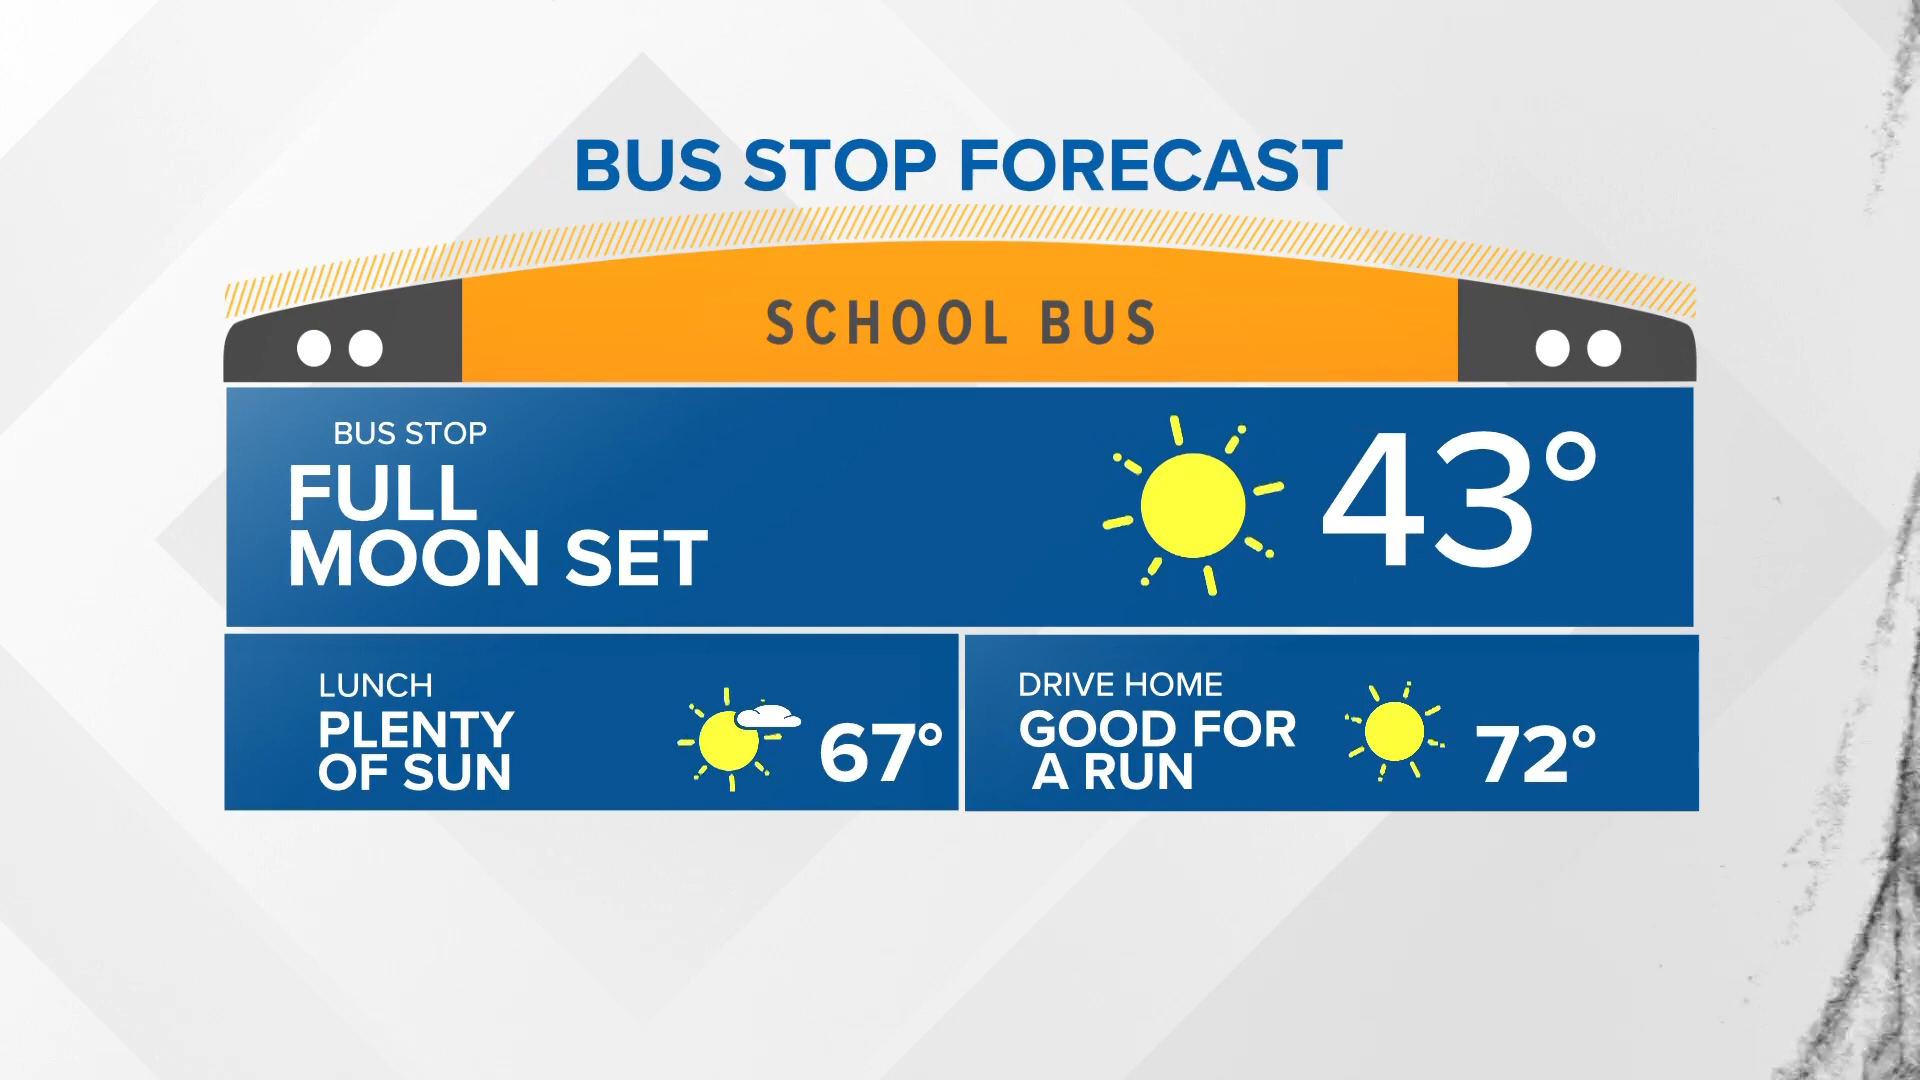 BUS STOP FORECAST
SCHOOL BUS
BUS STOP
FULL
MOON SET
43°
LUNCH
PLENTY
OF SUN
67°
DRIVE HOME
GOOD FOR
A RUN
72°